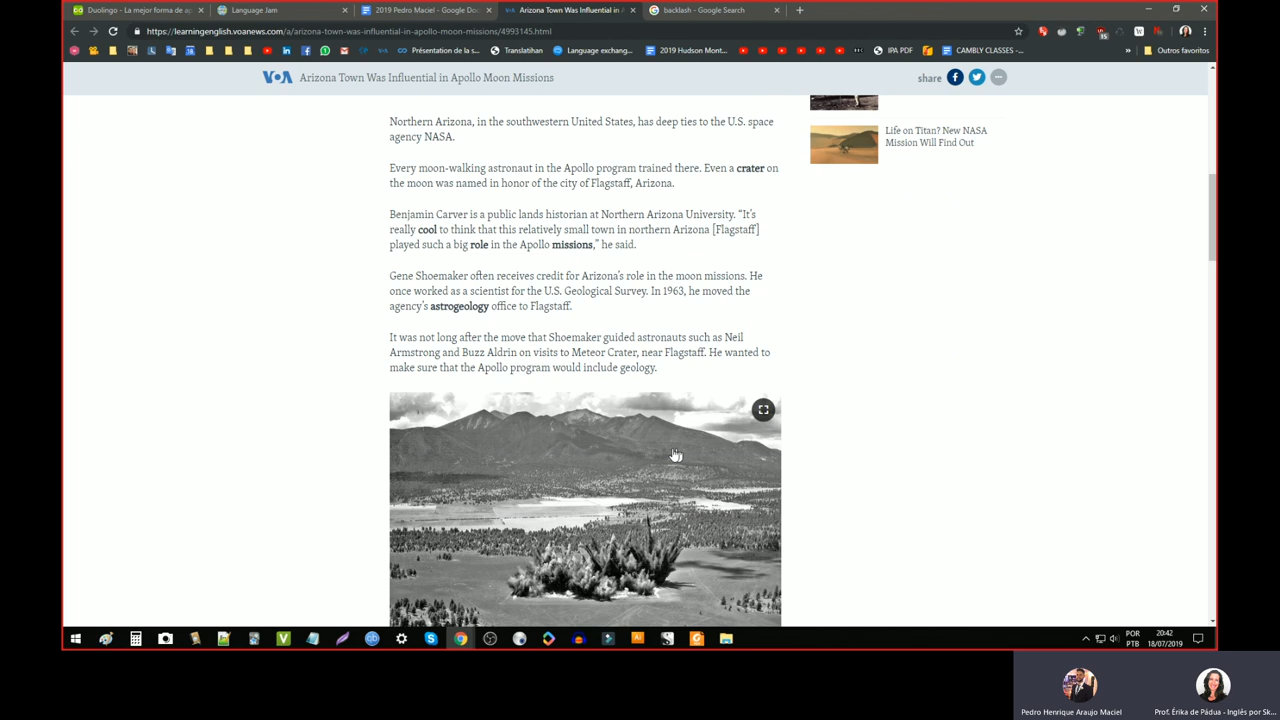 Duolingo - La mejor forma de ap
Language Jam
2019 Pedro Maciel - Google Doc
Arizona Town Was Influential in A
backlash - Google Search
https://learningenglish.voanews.com/a/arizona-town-was-influential-in-apollo-moon-missions/4993145.html
Présentation de la s...
Translatihan
Language exchang...
2019 Hudson Mont...
IPA PDF
CAMBLY CLASSES -...
Outros favoritos
VOA Arizona Town Was Influential in Apollo Moon Missions
share
Northern Arizona, in the southwestern United States, has deep ties to the U.S. space
agency NASA.
Every moon-walking astronaut in the Apollo program trained there. Even a crater on
the moon was named in honor of the city of Flagstaff, Arizona.
Benjamin Carver is a public lands historian at Northern Arizona University. “It’s
really cool to think that this relatively small town in northern Arizona [Flagstaff]
played such a big role in the Apollo missions,” he said.
Gene Shoemaker often receives credit for Arizona’s role in the moon missions. He
once worked as a scientist for the U.S. Geological Survey. In 1963, he moved the
agency’s astrogeology office to Flagstaff.
It was not long after the move that Shoemaker guided astronauts such as Neil
Armstrong and Buzz Aldrin on visits to Meteor Crater, near Flagstaff. He wanted to
make sure that the Apollo program would include geology.
Life on Titan? New NASA
Mission Will Find Out
POR
PTB
20:42
18/07/2019
Pedro Henrique Araujo Maciel
Prof. Érika de Pádua - Inglês por Sk...